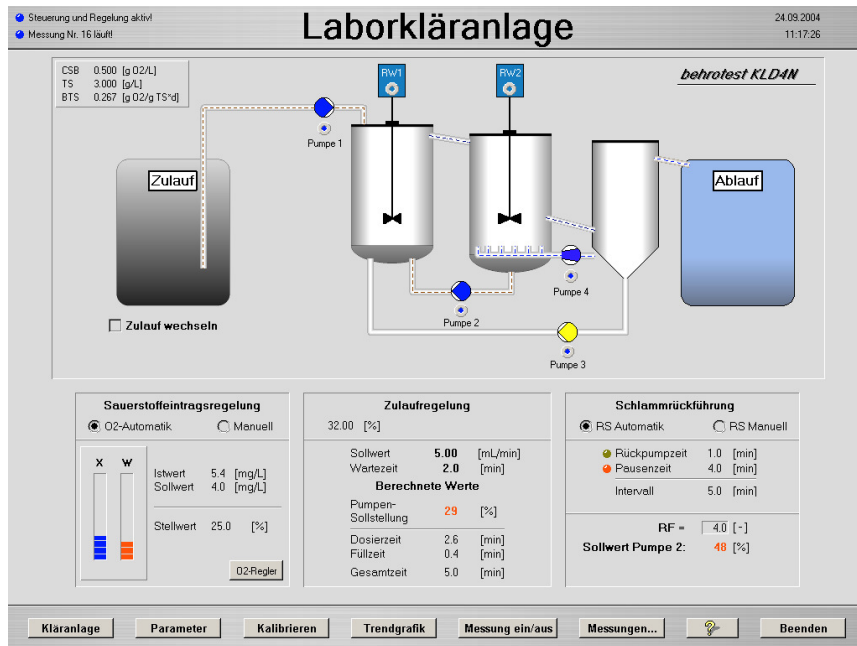 Steuerung und Regelung aktiv!
Messung Nr. 16 läuft!
Laborkläranlage
24.09.2004
11:17:26
CSB 0.500 [g O2/L]
TS 3.000 [g/L]
BTS 0.267 [g O2/g TS*d]
behrotest KLD4N
RW1
RW2
Pumpe 1
Zulauf
Ablauf
Pumpe 4
Pumpe 2
Zulauf wechseln
Pumpe 3
Sauerstoffeintragsregelung
O2-Automatik Manuell
X W
Istwert 5.4 [mg/L]
Sollwert 4.0 [mg/L]
Stellwert 25.0 [%]
O2-Regler
Zulaufregelung
32.00 [%]
Sollwert 5.00 [mL/min]
Wartezeit 2.0 [min]
Berechnete Werte
Pumpen-
Sollstellung 29 [%]
Dosierzeit 2.6 [min]
Füllzeit 0.4 [min]
Gesamtzeit 5.0 [min]
Schlammrückführung
RS Automatik RS Manuell
Rückpumpzeit 1.0 [min]
Pausenzeit 4.0 [min]
Intervall 5.0 [min]
RF = 4.0 [-]
Sollwert Pumpe 2: 48 [%]
Kläranlage Parameter Kalibrieren Trendgrafik Messung ein/aus Messungen... ? Beenden